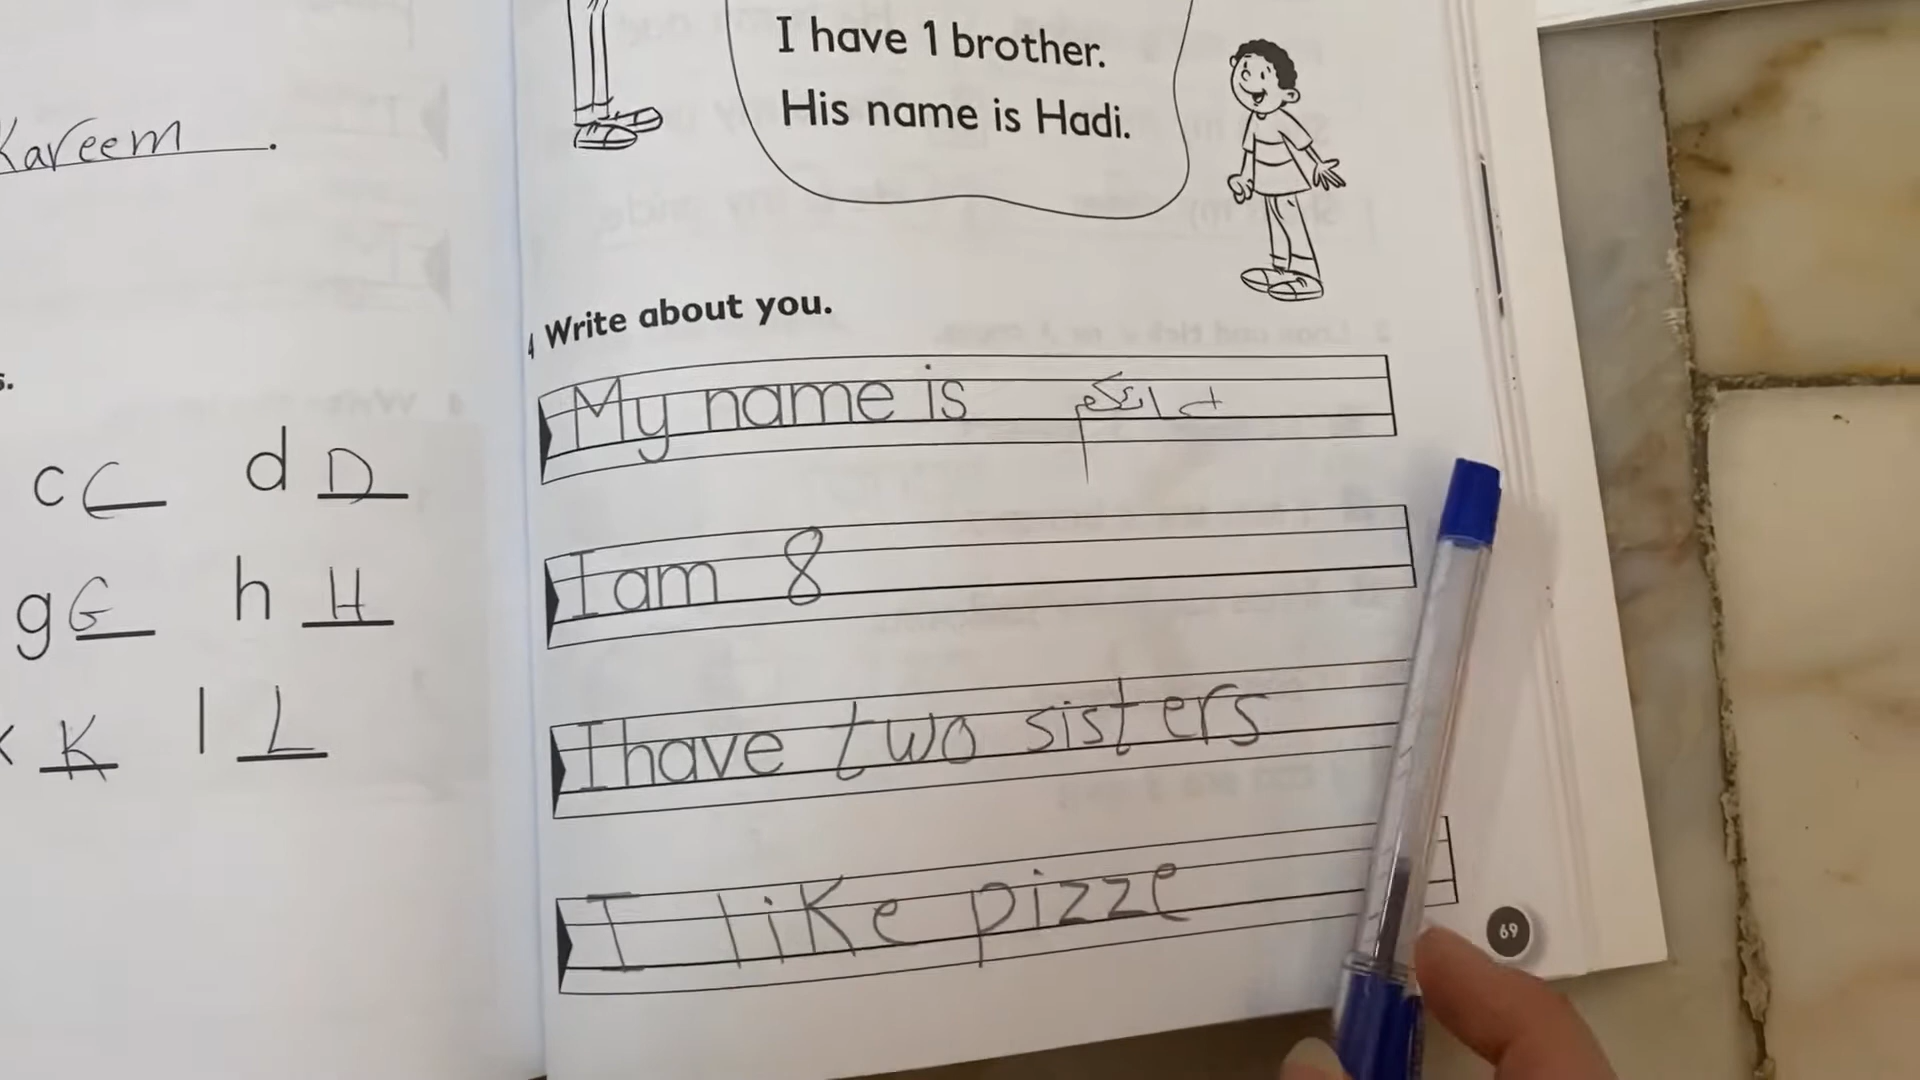 I have 1 brother.
His name is Hadi.
Kareem.
s.
c C d D
g G h H
K l L
4 Write about you.
My name is
I am 8
I have two sisters
I like pizze
69